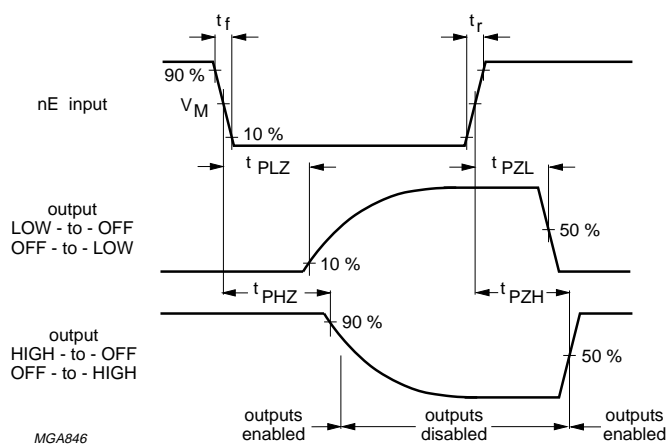 t f
t r
90 %
nE input
V M
10 %
t PLZ
t PZL
output
LOW - to - OFF
OFF - to - LOW
50 %
10 %
t PHZ
t PZH
output
HIGH - to - OFF
OFF - to - HIGH
90 %
50 %
outputs
enabled
outputs
disabled
outputs
enabled
MGA846